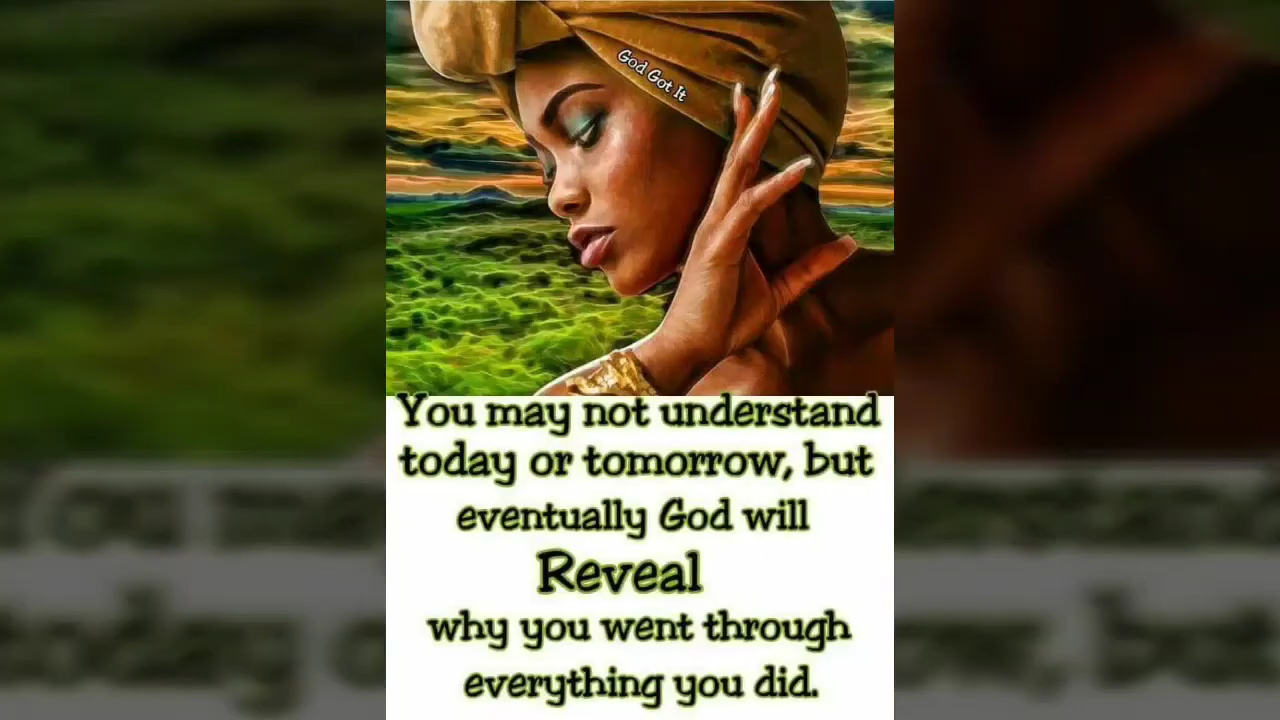 God Got It
You may not understand
today or tomorrow, but
eventually God will
Reveal
why you went through
everything you did.